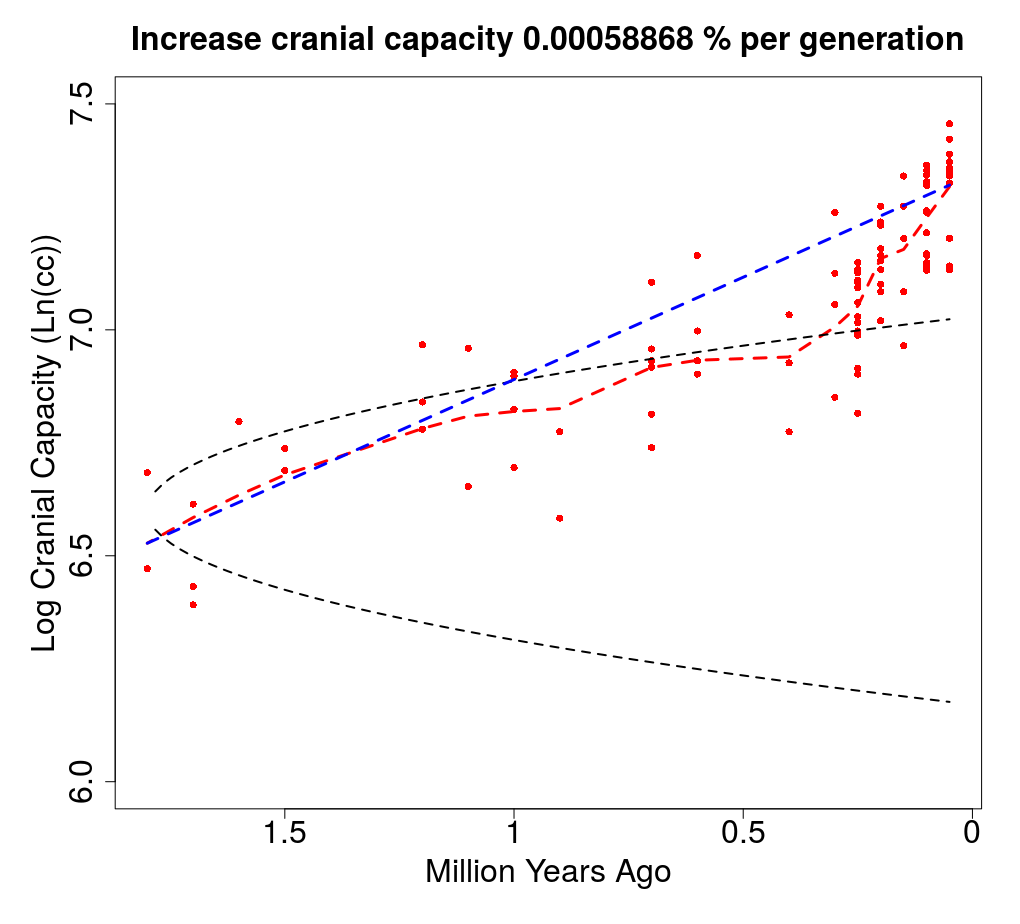 Increase cranial capacity 0.00058868 % per generation
Log Cranial Capacity (Ln(cc))
7.5
7.0
6.5
6.0
1.5
1
0.5
0
Million Years Ago